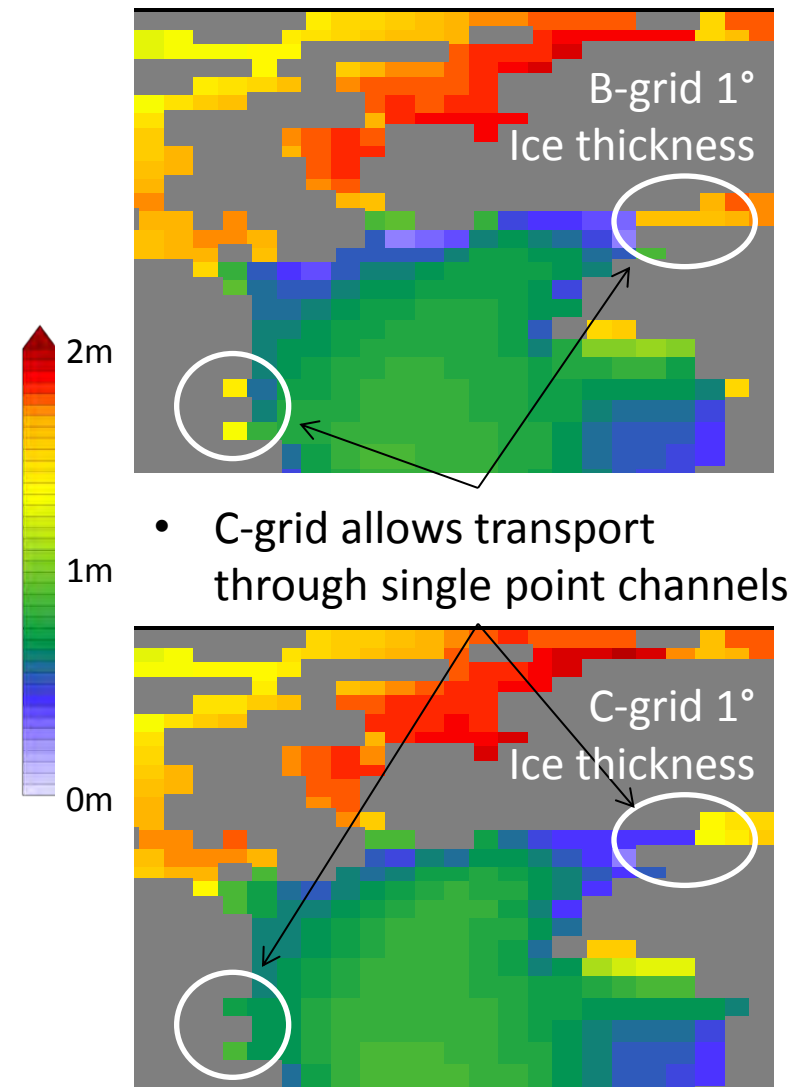 B-grid 1°
Ice thickness
2m
1m
0m
• C-grid allows transport
through single point channels
C-grid 1°
Ice thickness